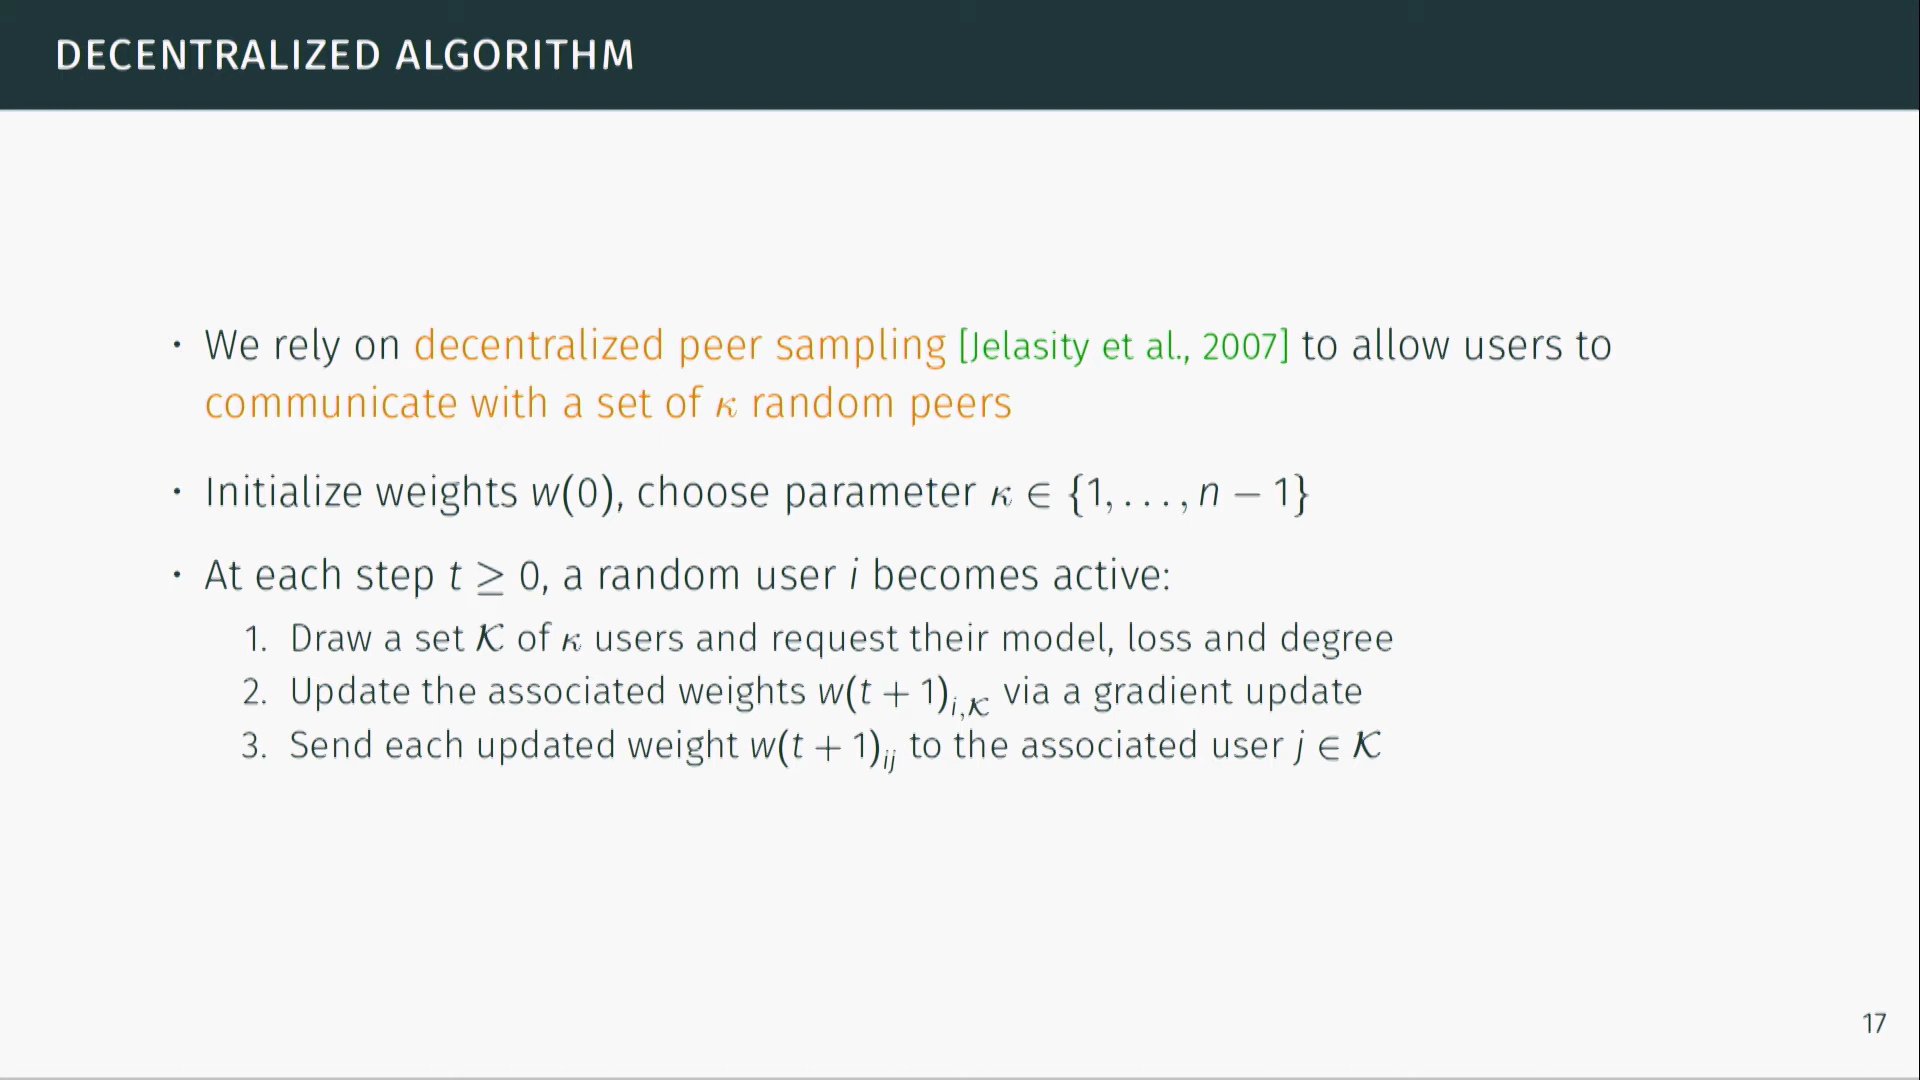 DECENTRALIZED ALGORITHM
· We rely on decentralized peer sampling [Jelasity et al., 2007] to allow users to
communicate with a set of κ random peers
· Initialize weights w(0), choose parameter κ ∈ {1, . . . , n − 1}
· At each step t ≥ 0, a random user i becomes active:
1. Draw a set 𝒦 of κ users and request their model, loss and degree
2. Update the associated weights w(t + 1)_{i,𝒦} via a gradient update
3. Send each updated weight w(t + 1)_{ij} to the associated user j ∈ 𝒦
17